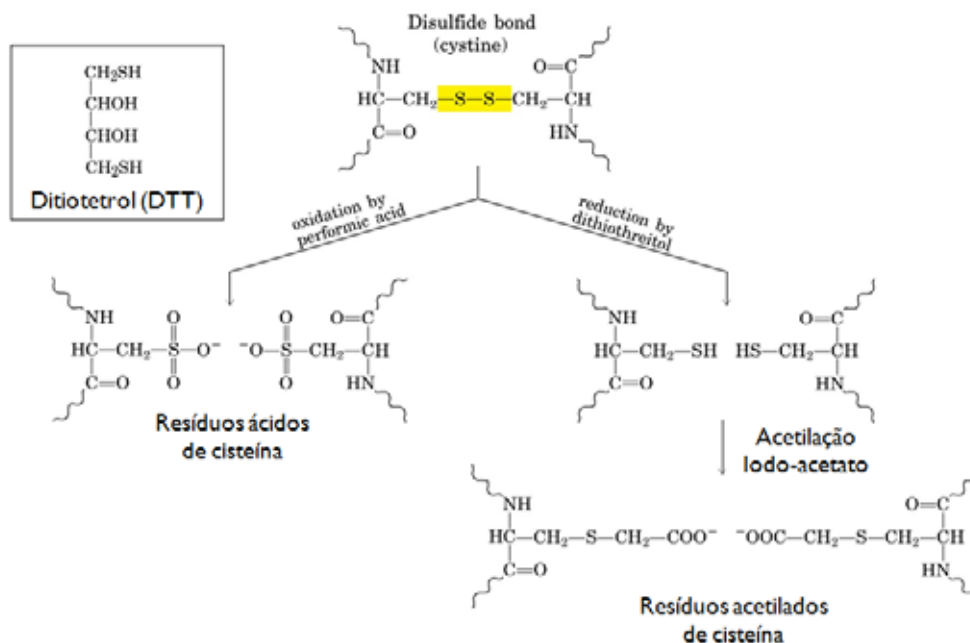 Disulfide bond
(cystine)
CH₂SH
CHOH
CHOH
CH₂SH
Ditiotetrol (DTT)
NH
HC—CH₂—S—S—CH₂—CH
C=O
O=C
HN
oxidation by
performic acid
reduction by
dithiothreitol
NH
O
O
O=C
HC—CH₂—S—O⁻
⁻O—S—CH₂—CH
C=O
O
O
HN
Resíduos ácidos
de cisteína
NH
O=C
HC—CH₂—SH
HS—CH₂—CH
C=O
HN
Acetilação
Iodo-acetato
NH
O=C
HC—CH₂—S—CH₂—COO⁻
⁻OOC—CH₂—S—CH₂—CH
C=O
HN
Resíduos acetilados
de cisteína